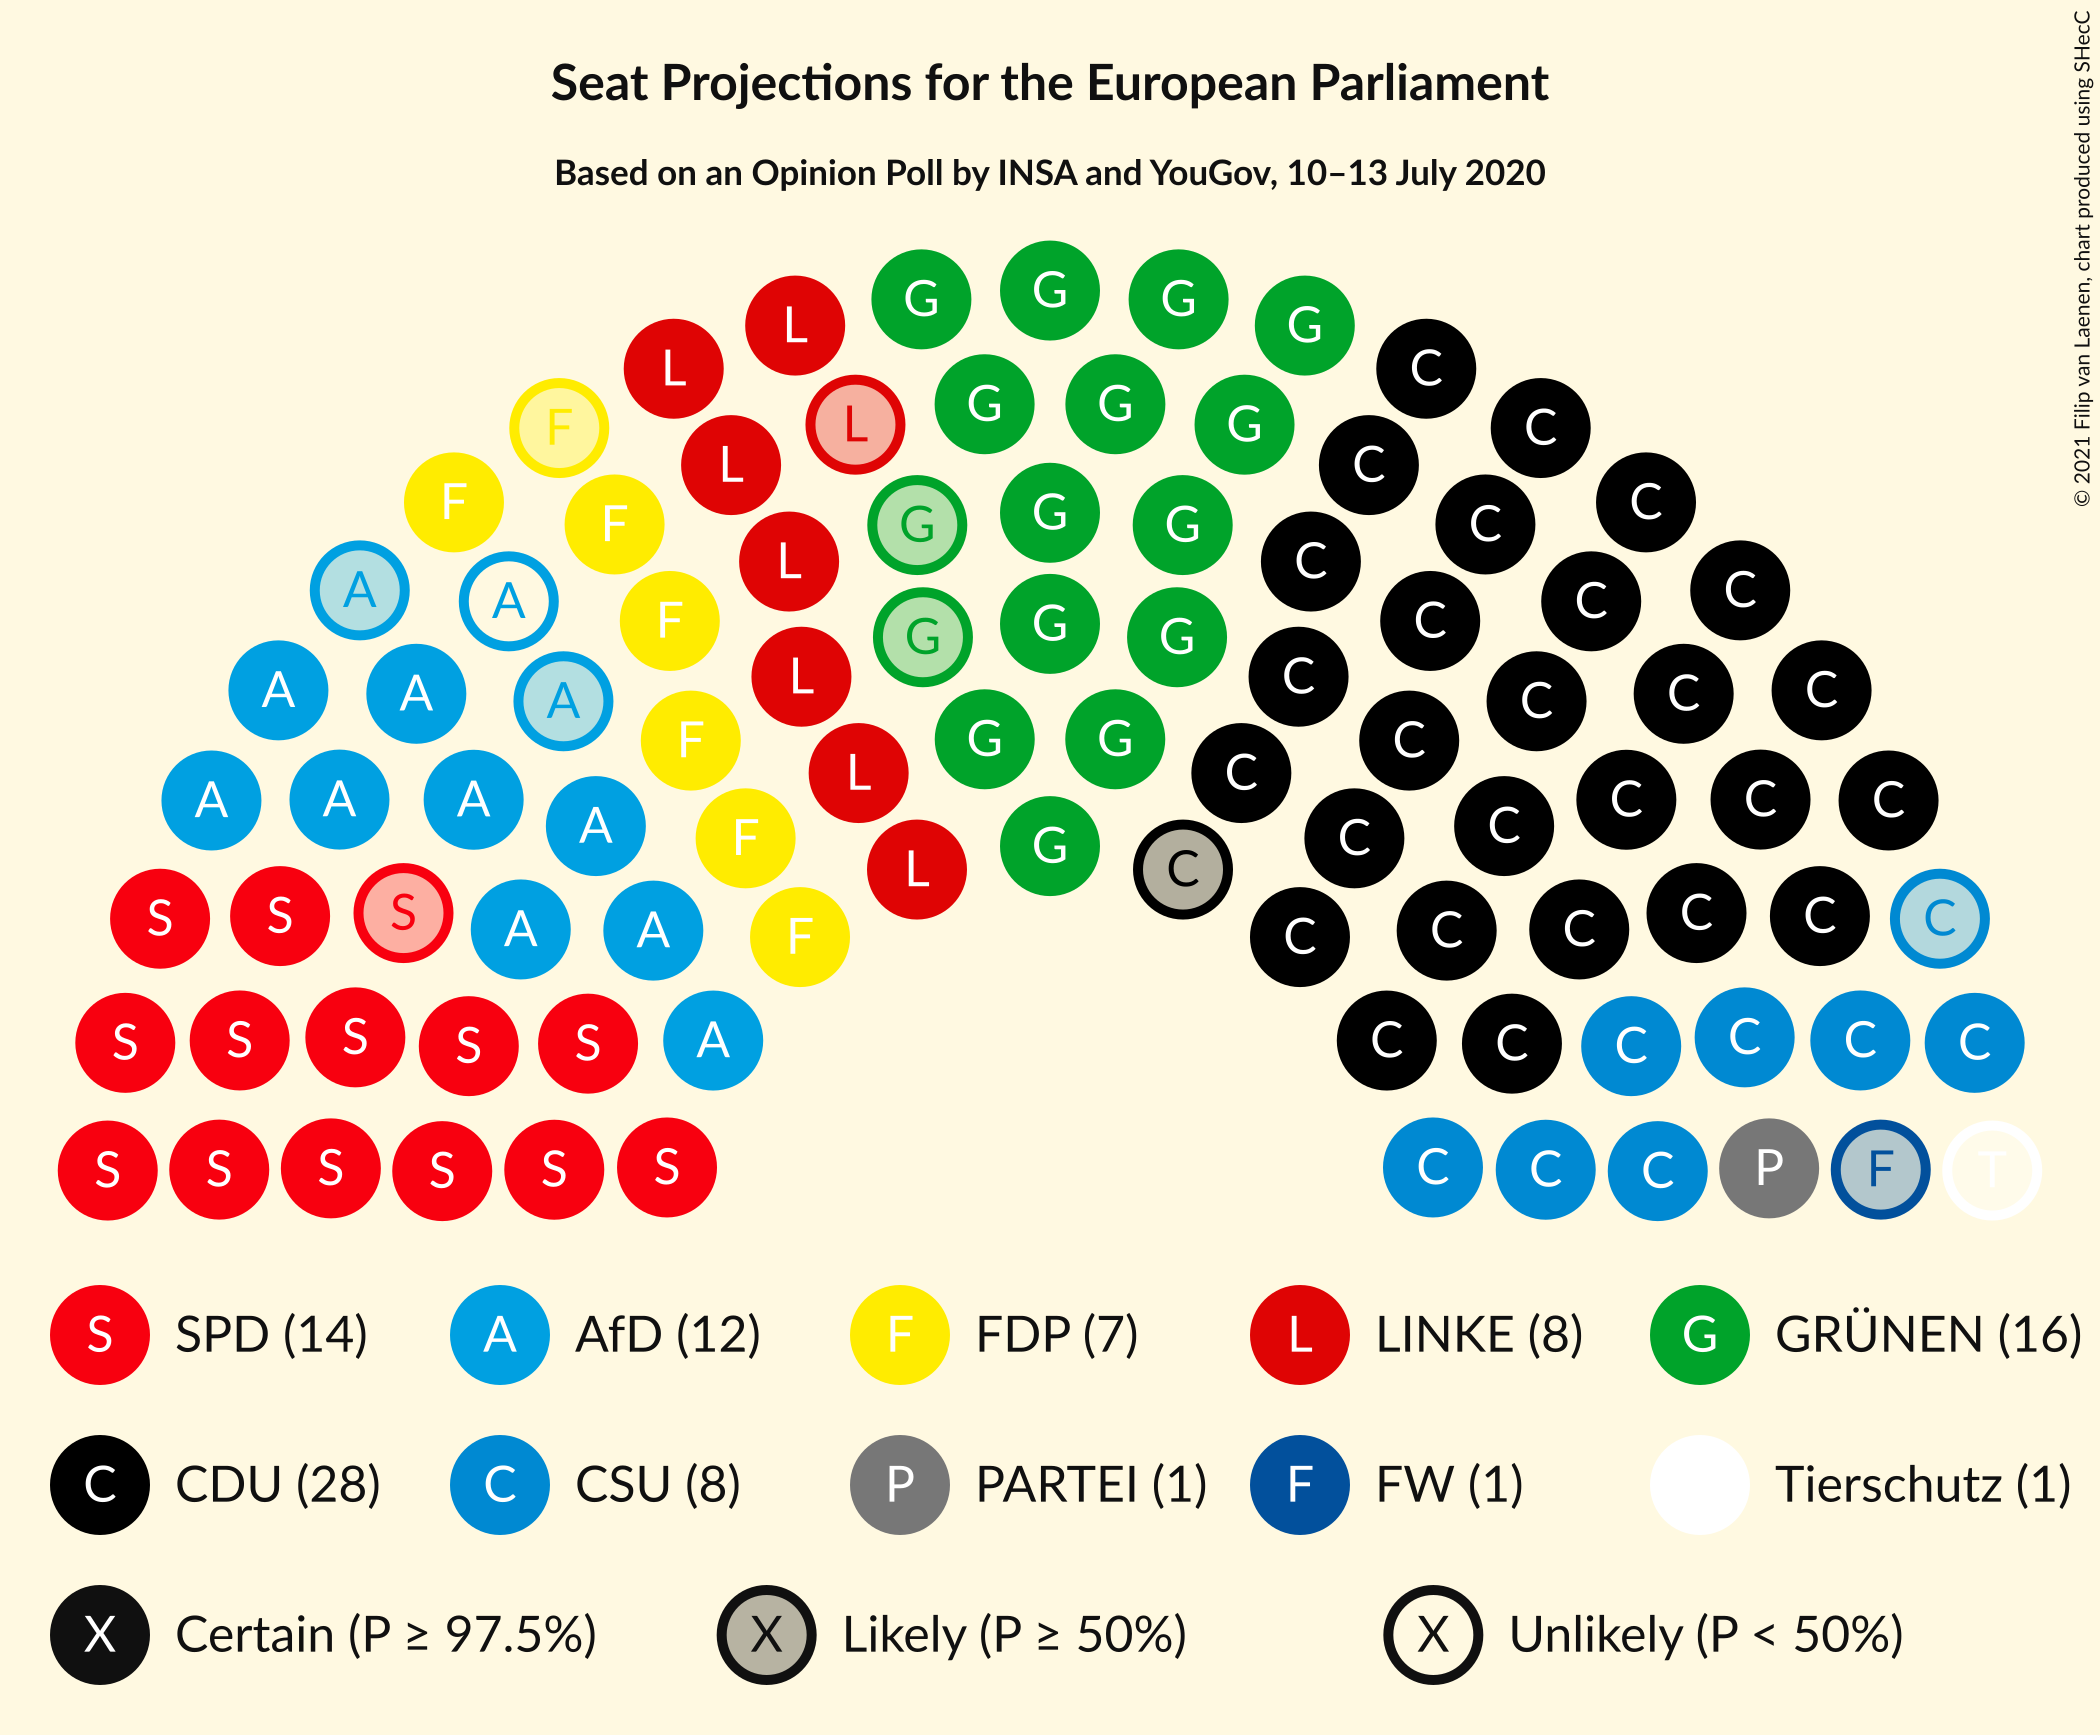 © 2021 Filip van Laenen, chart produced using SHecC
Seat Projections for the European Parliament
Based on an Opinion Poll by INSA and YouGov, 10–13 July 2020
L G G G G
L C
F L G G G C
L C
F F G G G C C
L C
A A F G G G C C C
A A A L C C C C
F G G C
A A A L C C C C
A F G C C
L C
S S S A A F C C C C C C
S S S S S A C C C C C C
S S S S S S C C C P F T
S SPD (14) A AfD (12) F FDP (7) L LINKE (8) G GRÜNEN (16)
C CDU (28) C CSU (8) P PARTEI (1) F FW (1) Tierschutz (1)
X Certain (P ≥ 97.5%) X Likely (P ≥ 50%) X Unlikely (P < 50%)